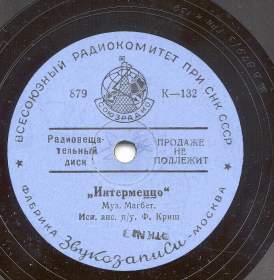 ВСЕСОЮЗНЫЙ РАДИОКОМИТЕТ ПРИ СНК СССР
СОЮЗРАДИО
879 К—132
Радиовеща-
тельный
диск
ПРОДАЖЕ
НЕ
ПОДЛЕЖИТ
„Интермеццо“
Муз. Магбет.
Исп. анс. п/у. Ф. Криш
ФАБРИКА Звукозаписи—МОСКВА